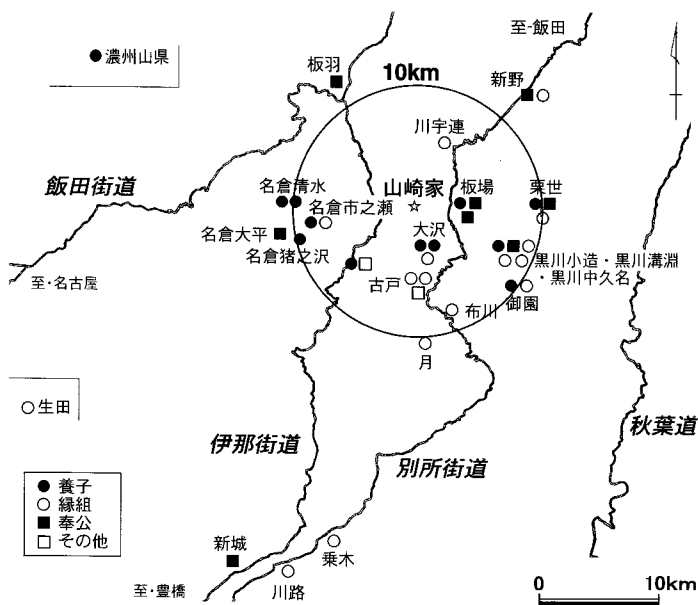 濃州山県
至-飯田
板羽
10km
新野
川宇連
飯田街道
名倉清水
山崎家
板場
粟世
名倉市之瀬
名倉大平
大沢
名倉猪之沢
黒川小造・黒川溝淵
・黒川中久名
至・名古屋
古戸
御園
布川
月
生田
伊那街道
別所街道
秋葉道
養子
縁組
奉公
その他
新城
乗木
至・豊橋
川路
0 10km